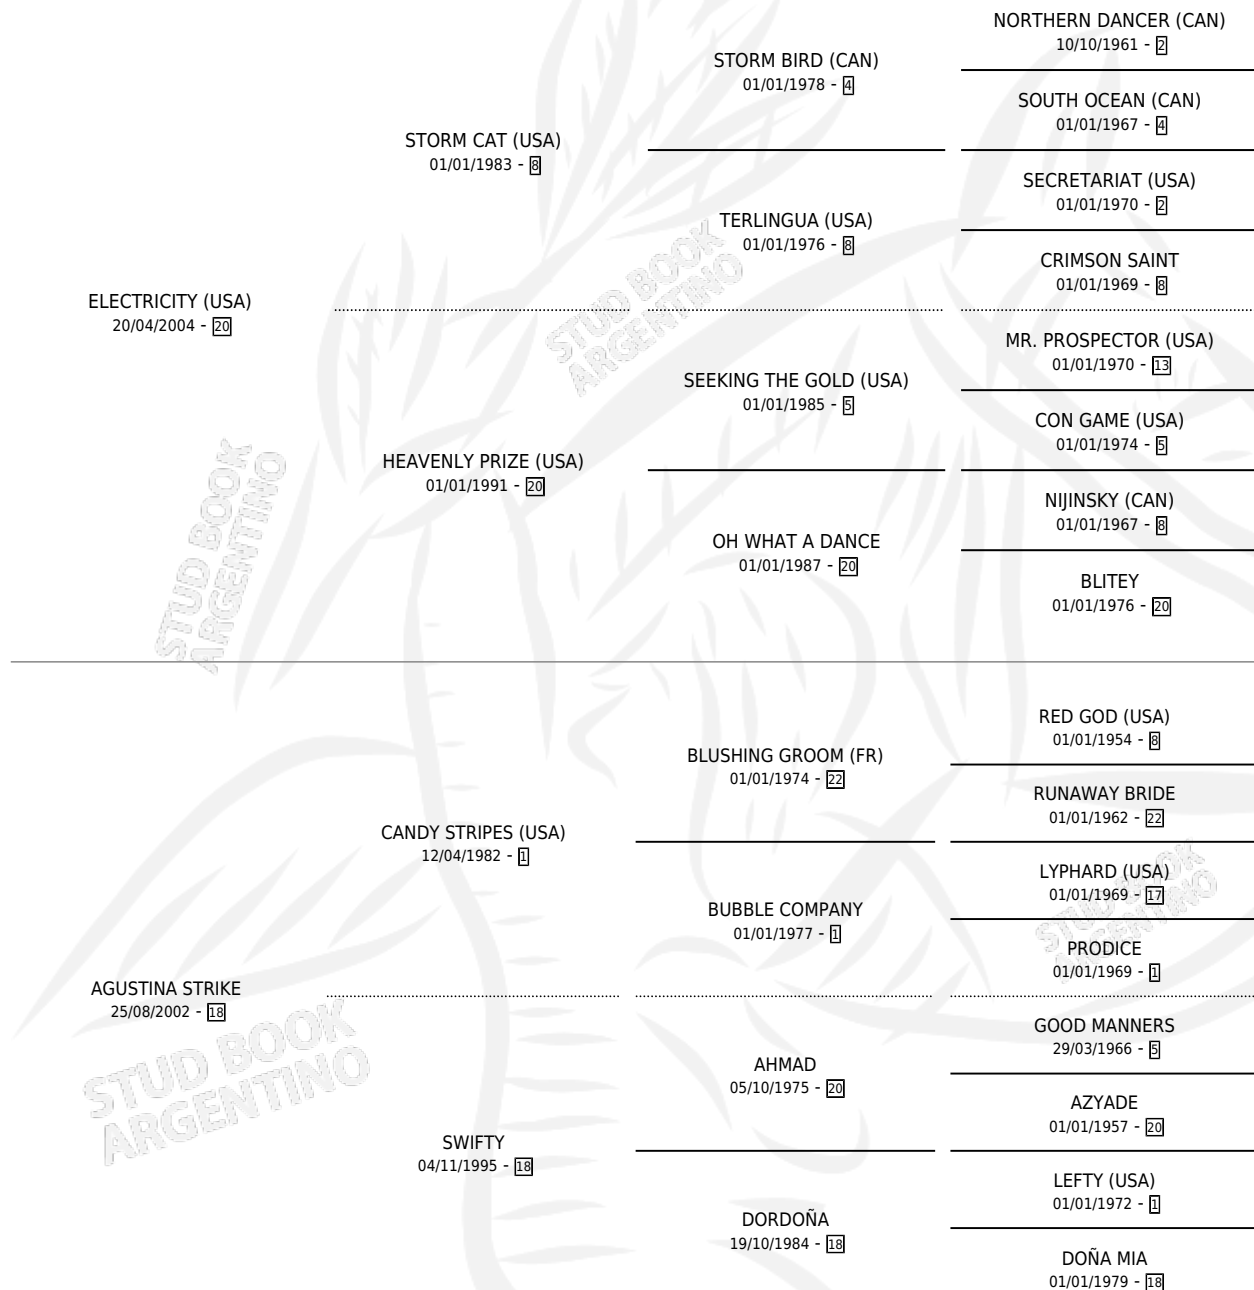 NORTHERN DANCER (CAN)
10/10/1961 - 2
STORM BIRD (CAN)
01/01/1978 - 4
SOUTH OCEAN (CAN)
01/01/1967 - 4
STORM CAT (USA)
01/01/1983 - 8
SECRETARIAT (USA)
01/01/1970 - 2
TERLINGUA (USA)
01/01/1976 - 8
CRIMSON SAINT
01/01/1969 - 8
ELECTRICITY (USA)
20/04/2004 - 20
STUD BOOK
ARGENTINO
MR. PROSPECTOR (USA)
01/01/1970 - 13
SEEKING THE GOLD (USA)
01/01/1985 - 5
CON GAME (USA)
01/01/1974 - 5
HEAVENLY PRIZE (USA)
01/01/1991 - 20
NIJINSKY (CAN)
01/01/1967 - 8
OH WHAT A DANCE
01/01/1987 - 20
BLITEY
01/01/1976 - 20
STUD BOOK
ARGENTINO
RED GOD (USA)
01/01/1954 - 8
BLUSHING GROOM (FR)
01/01/1974 - 22
RUNAWAY BRIDE
01/01/1962 - 22
CANDY STRIPES (USA)
12/04/1982 - 1
LYPHARD (USA)
01/01/1969 - 17
BUBBLE COMPANY
01/01/1977 - 1
STUD BOOK
ARGENTINO
PRODICE
01/01/1969 - 1
AGUSTINA STRIKE
25/08/2002 - 18
STUD BOOK
ARGENTINO
GOOD MANNERS
29/03/1966 - 5
AHMAD
05/10/1975 - 20
AZYADE
01/01/1957 - 20
SWIFTY
04/11/1995 - 18
LEFTY (USA)
01/01/1972 - 1
DORDOÑA
19/10/1984 - 18
DOÑA MIA
01/01/1979 - 18